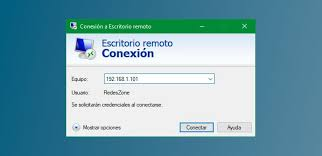 Conexión a Escritorio remoto
Escritorio remoto
Conexión
Equipo:
192.168.1.101
Usuario:
RedesZone
Se solicitarán credenciales al conectarse.
Mostrar opciones
Conectar
Ayuda